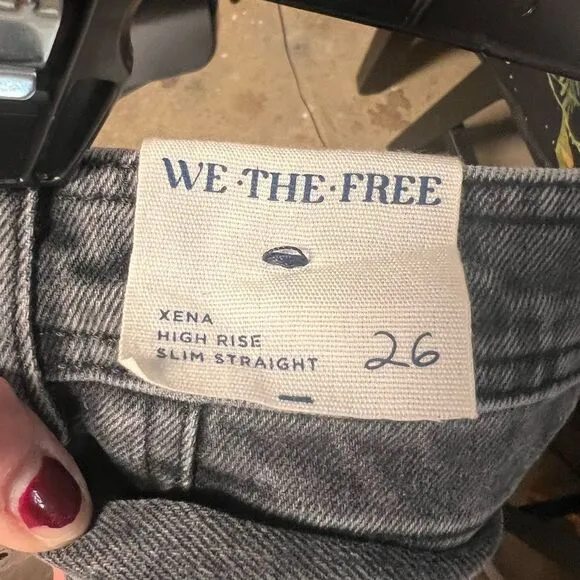 WE·THE·FREE
XENA
HIGH RISE
SLIM STRAIGHT
26